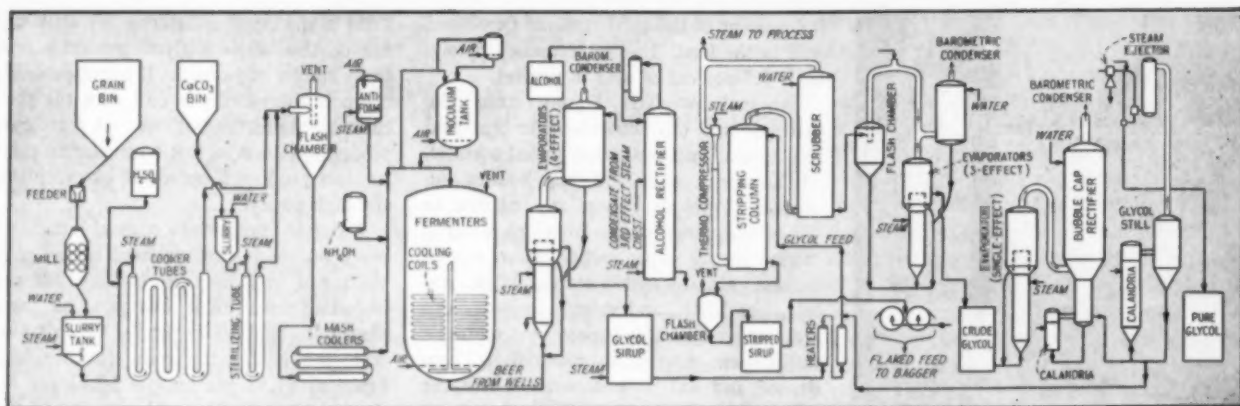 GRAIN
BIN
CaCO3
BIN
VENT
AIR
ANTI
FOAM
STEAM
AIR
INOCULUM
TANK
AIR
FLASH
CHAMBER
H2SO4
FEEDER
MILL
WATER
STEAM
SLURRY
TANK
STEAM
COOKER
TUBES
WATER
SLURRY
STEAM
STERILIZING TUBE
NH4OH
MASH
COOLERS
VENT
FERMENTERS
COOLING
COILS
AIR
BEER
FROM WELLS
STEAM
EVAPORATORS
(4-EFFECT)
BAROM.
CONDENSER
ALCOHOL
CONDENSATE FROM
3RD EFFECT STEAM
CHEST
ALCOHOL RECTIFIER
STEAM
GLYCOL
SIRUP
STEAM
STEAM TO PROCESS
WATER
STEAM
THERMO COMPRESSOR
STRIPPING
COLUMN
SCRUBBER
GLYCOL FEED
VENT
FLASH
CHAMBER
STRIPPED
SIRUP
HEATERS
FLASH CHAMBER
BAROMETRIC
CONDENSER
WATER
EVAPORATORS
(3-EFFECT)
STEAM
FLAKED FEED
TO BAGGER
CRUDE
GLYCOL
EVAPORATORS
(SINGLE-EFFECT)
STEAM
BAROMETRIC
CONDENSER
WATER
BUBBLE CAP
RECTIFIER
CALANDRIA
STEAM
EJECTOR
GLYCOL
STILL
CALANDRIA
PURE
GLYCOL